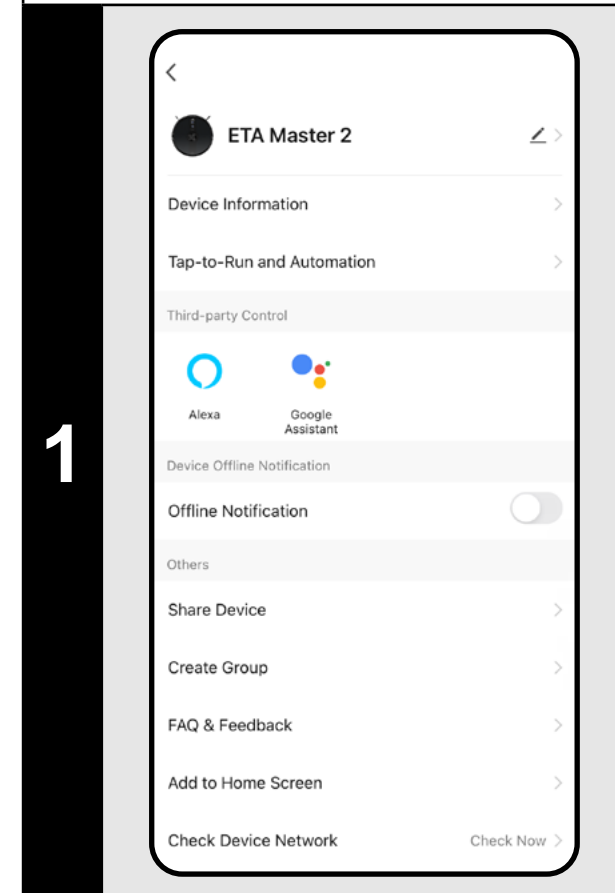 1
ETA Master 2
Device Information
Tap-to-Run and Automation
Third-party Control
Alexa
Google
Assistant
Device Offline Notification
Offline Notification
Others
Share Device
Create Group
FAQ & Feedback
Add to Home Screen
Check Device Network Check Now